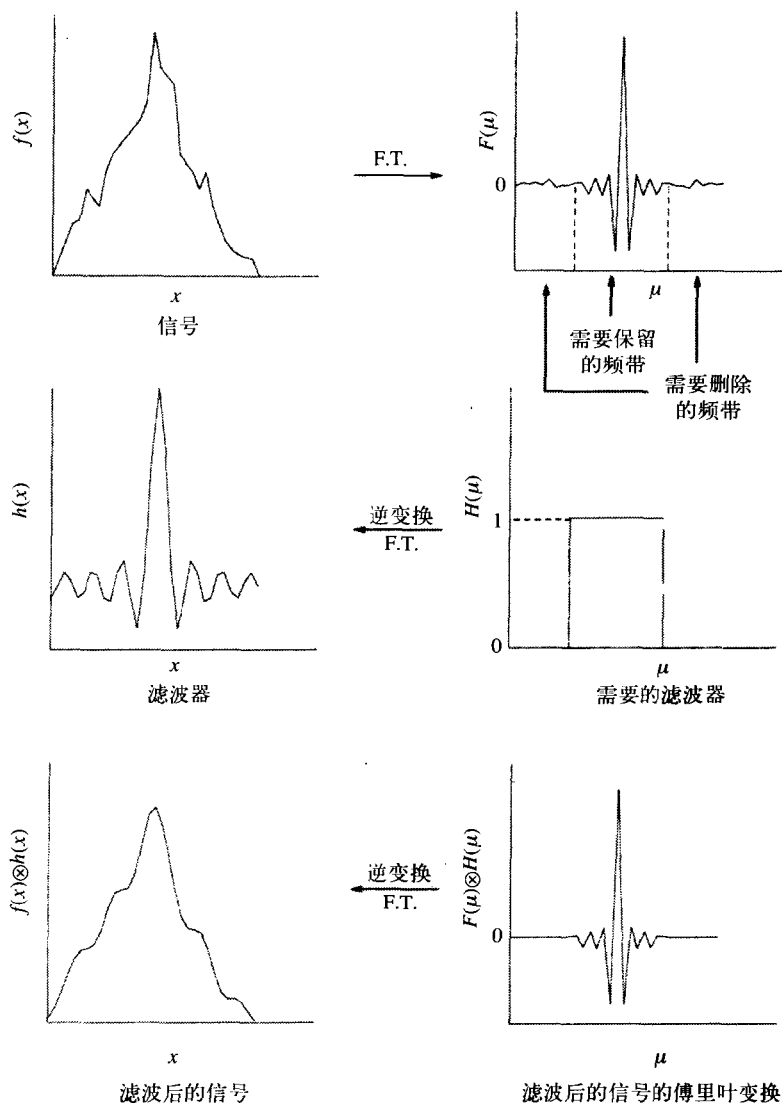 f(x)
F.T.
F(μ)
0
x
信号
μ
需要保留
的频带
需要删除
的频带
h(x)
逆变换
F.T.
H(μ)
1
0
x
滤波器
μ
需要的滤波器
f(x)⊗h(x)
逆变换
F.T.
F(μ)⊗H(μ)
0
x
滤波后的信号
μ
滤波后的信号的傅里叶变换